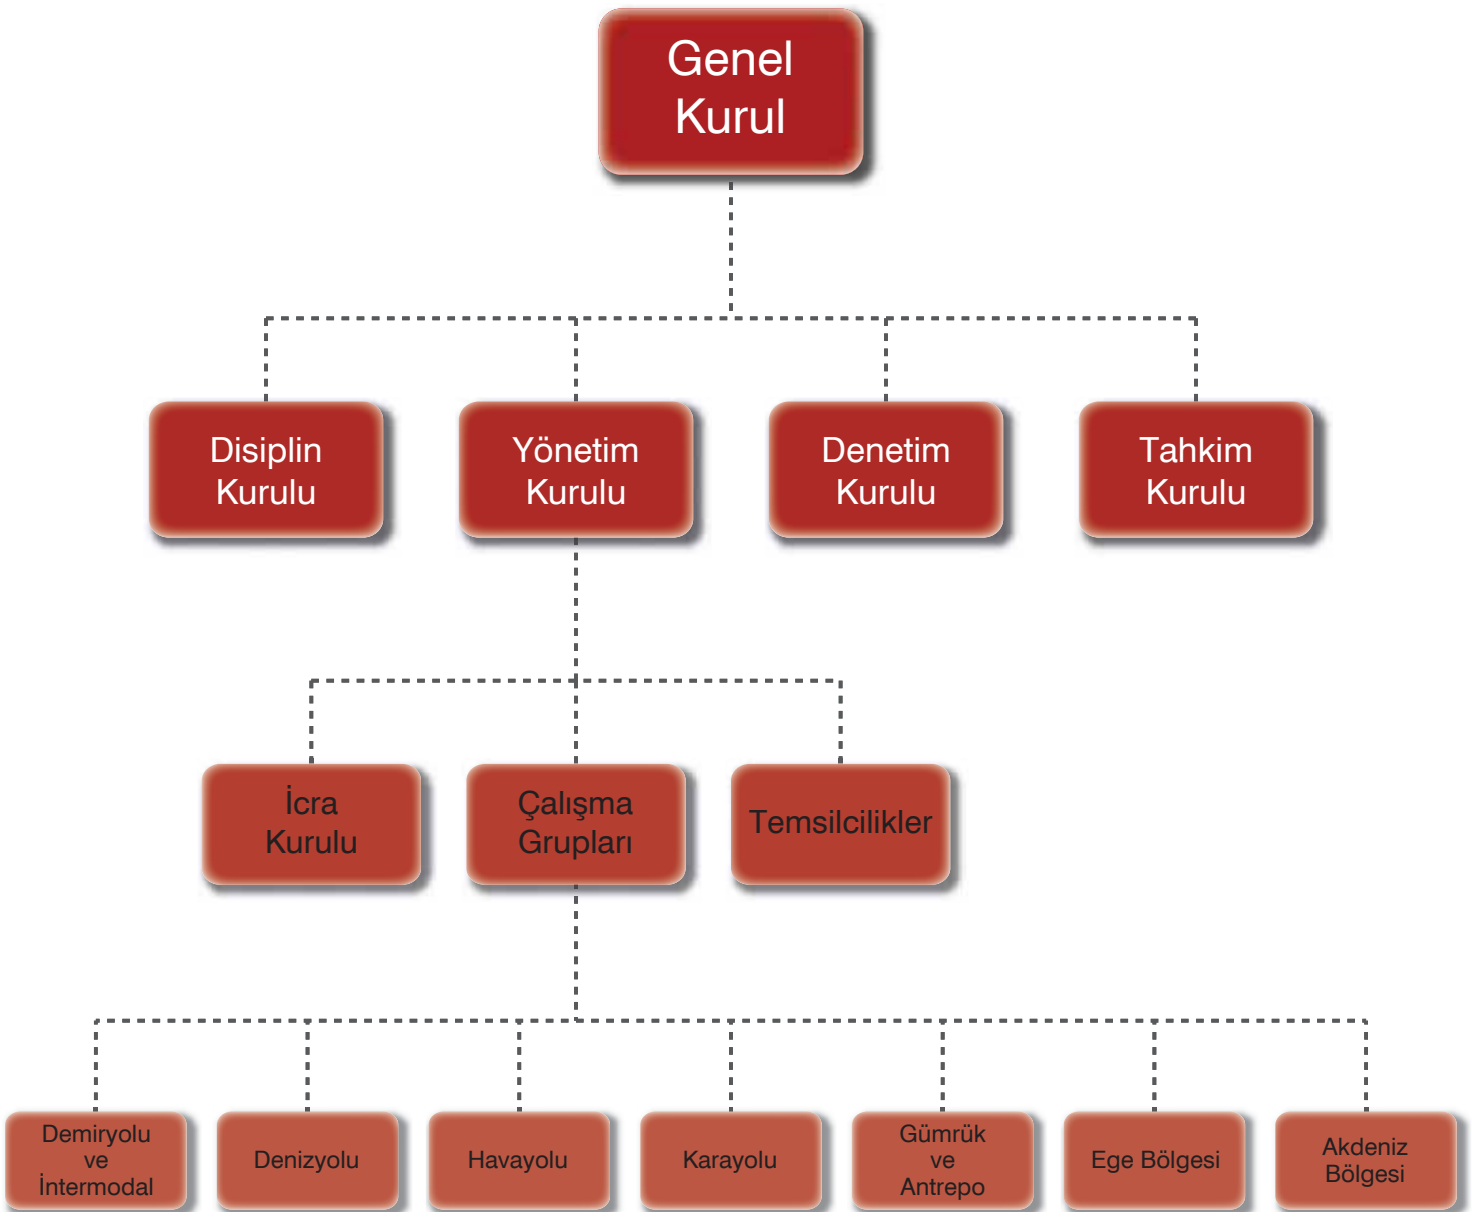 Genel
Kurul
Disiplin
Kurulu
Yönetim
Kurulu
Denetim
Kurulu
Tahkim
Kurulu
İcra
Kurulu
Çalışma
Grupları
Temsilcilikler
Demiryolu
ve
İntermodal
Denizyolu
Havayolu
Karayolu
Gümrük
ve
Antrepo
Ege Bölgesi
Akdeniz
Bölgesi